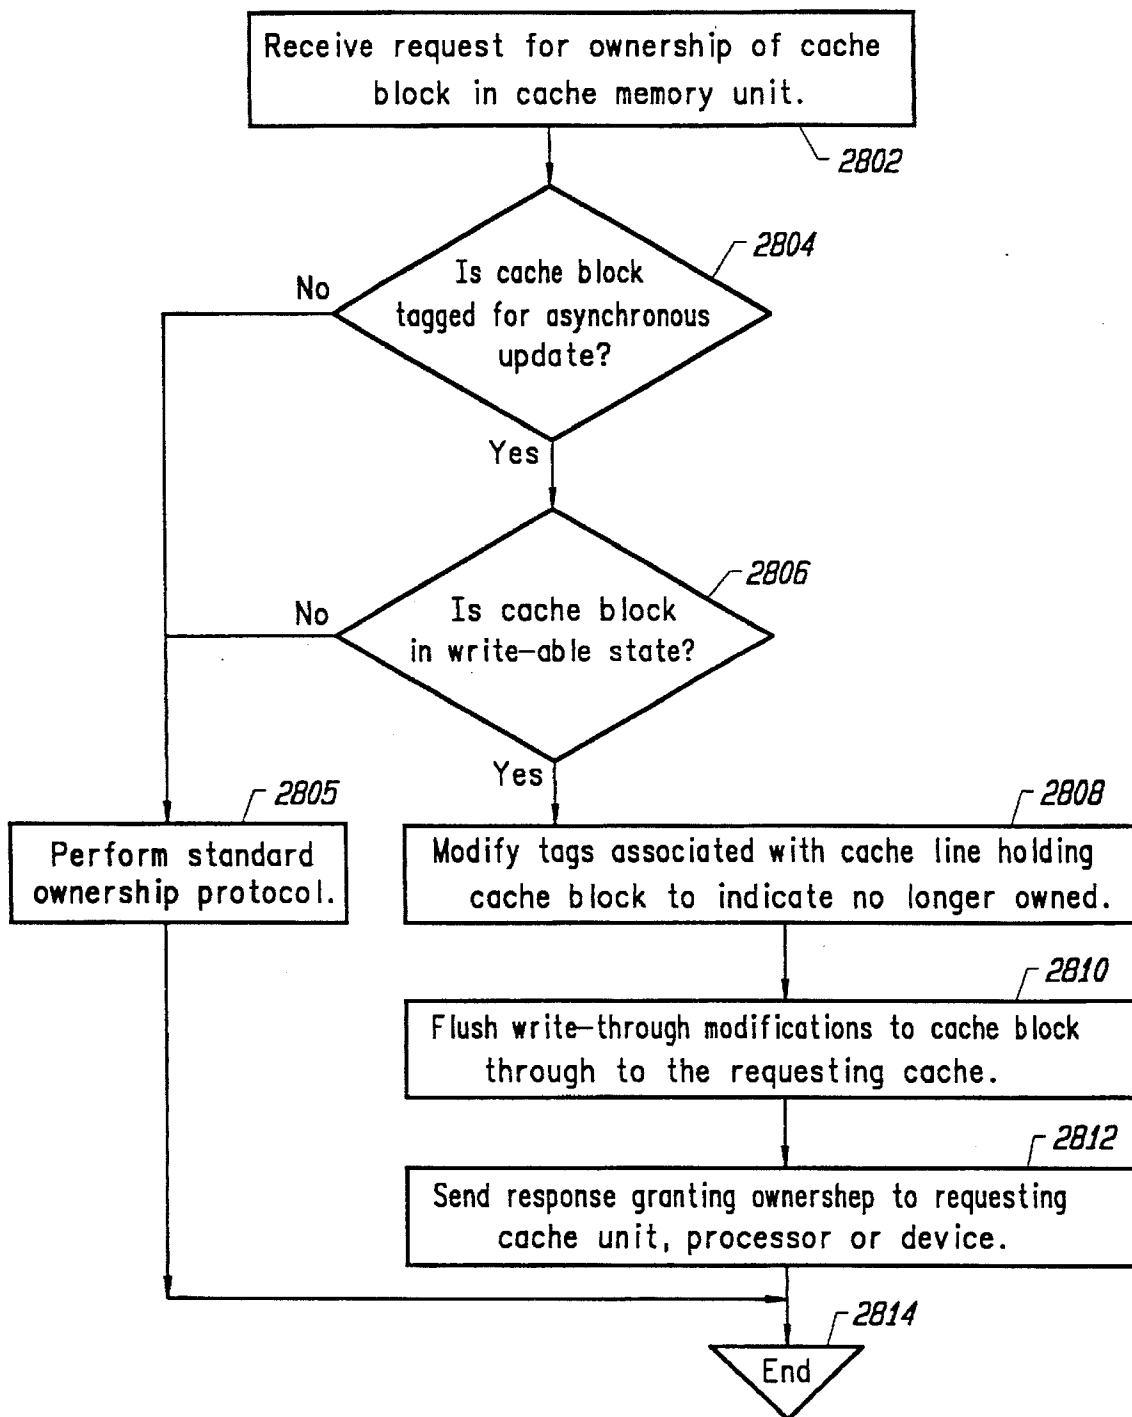 Receive request for ownership of cache
block in cache memory unit.
2802
2804
Is cache block
tagged for asynchronous
update?
No
Yes
2806
Is cache block
in write-able state?
No
Yes
2805
Perform standard
ownership protocol.
2808
Modify tags associated with cache line holding
cache block to indicate no longer owned.
2810
Flush write-through modifications to cache block
through to the requesting cache.
2812
Send response granting ownershep to requesting
cache unit, processor or device.
2814
End